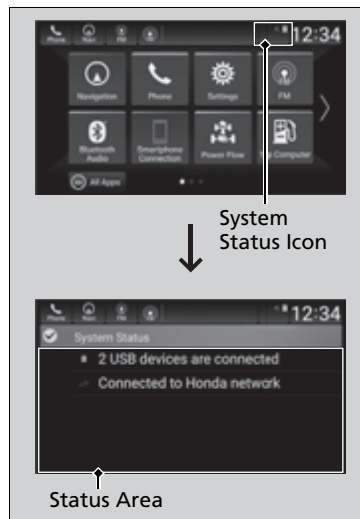 Phone Navi FM 12:34
Navigation Phone Settings FM
Bluetooth Audio
Smartphone Connection
Power Flow
Trip Computer
All Apps
System
Status Icon
Phone Navi FM 12:34
System Status
2 USB devices are connected
Connected to Honda network
Status Area